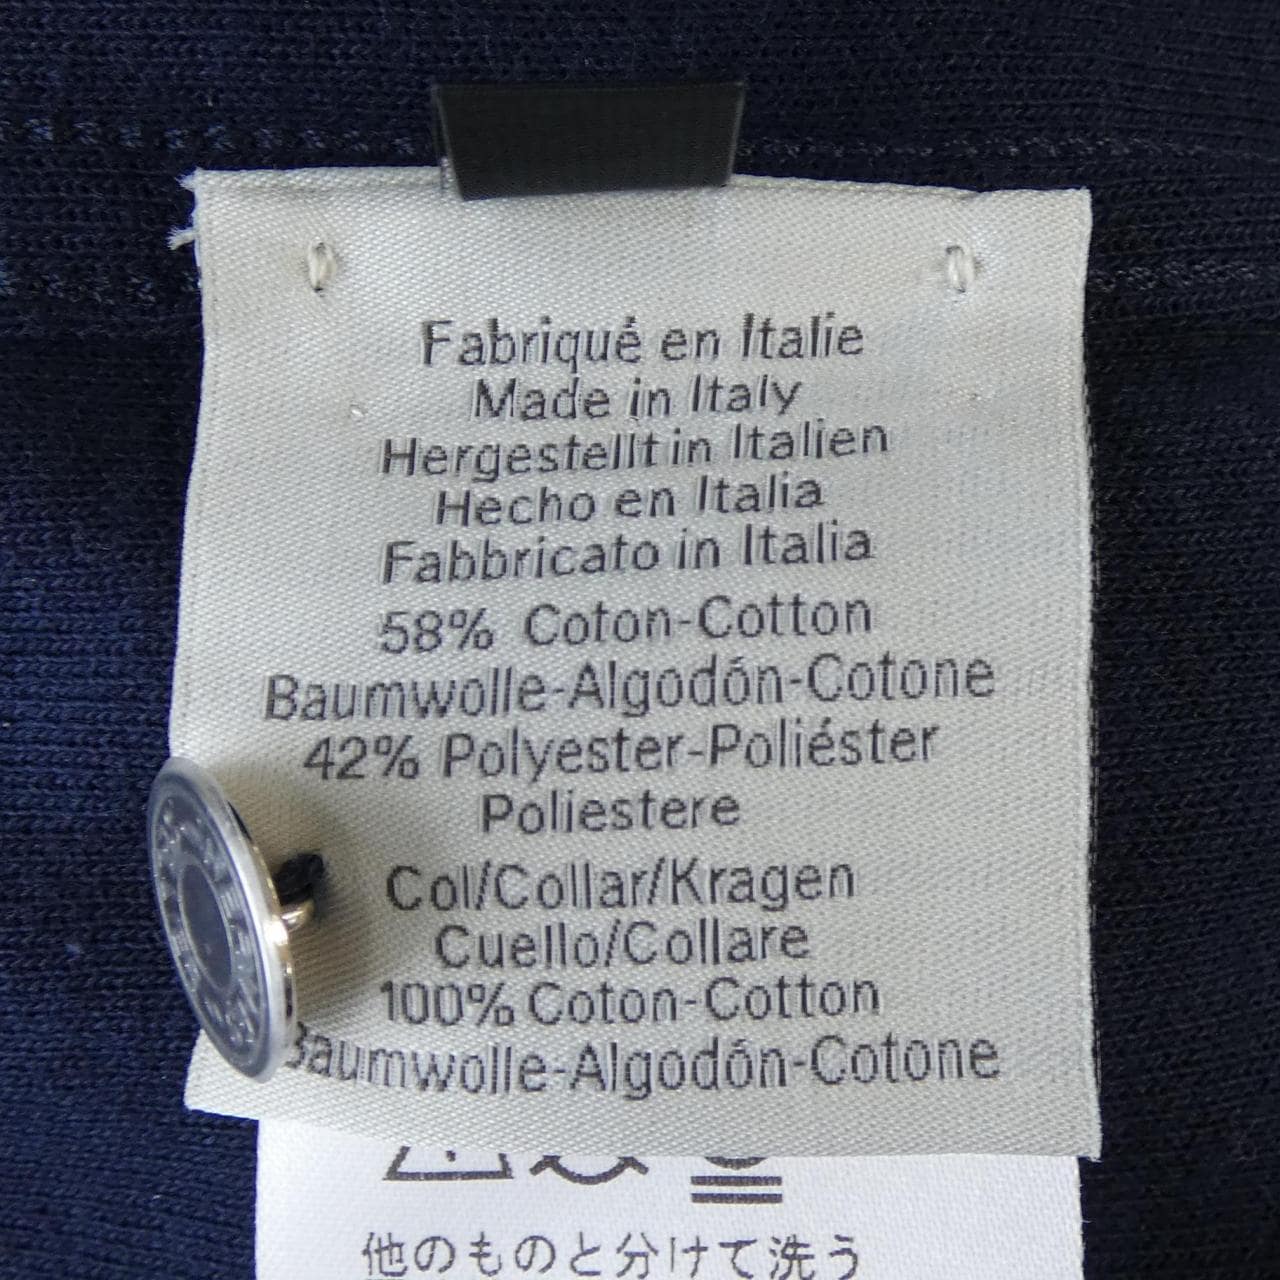 Fabriqué en Italie
Made in Italy
Hergestellt in Italien
Hecho en Italia
Fabbricato in Italia
58% Coton-Cotton
Baumwolle-Algodón-Cotone
42% Polyester-Poliéster
Poliestere
Col/Collar/Kragen
Cuello/Collare
100% Coton-Cotton
Baumwolle-Algodón-Cotone
他のものと分けて洗う